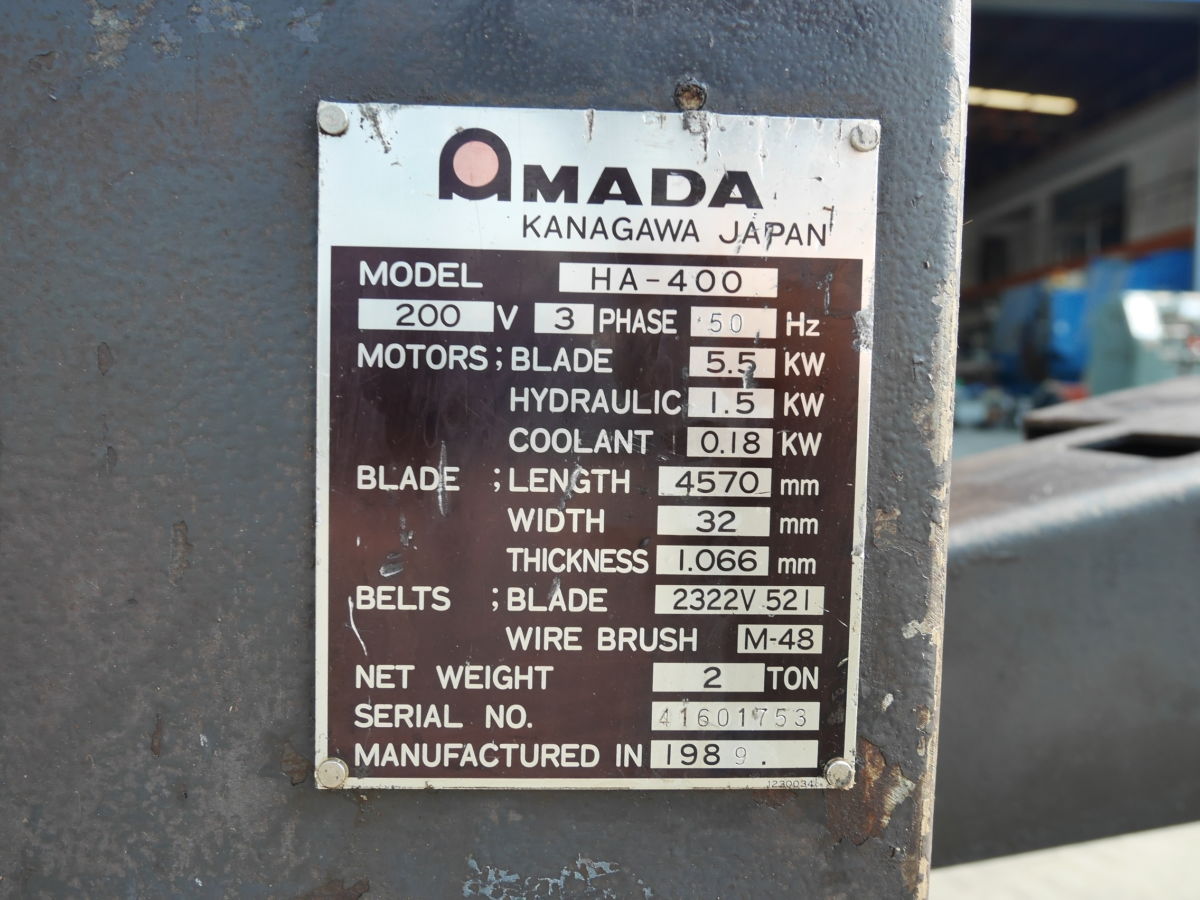 AMADA
KANAGAWA JAPAN
MODEL HA-400
200 V 3 PHASE 50 Hz
MOTORS ; BLADE 5.5 KW
HYDRAULIC 1.5 KW
COOLANT 0.18 KW
BLADE ; LENGTH 4570 mm
WIDTH 32 mm
THICKNESS 1.066 mm
BELTS ; BLADE 2322V 521
WIRE BRUSH M-48
NET WEIGHT 2 TON
SERIAL NO. 41601753
MANUFACTURED IN 1989.